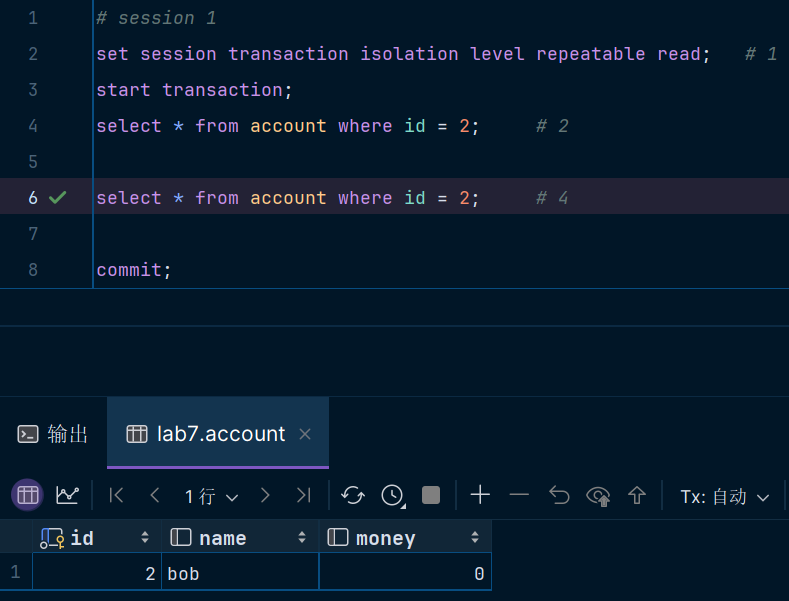 1 # session 1
2 set session transaction isolation level repeatable read; # 1
3 start transaction;
4 select * from account where id = 2; # 2
5
6 select * from account where id = 2; # 4
7
8 commit;
输出 lab7.account
1 行 Tx: 自动
id name money
1 2 bob 0